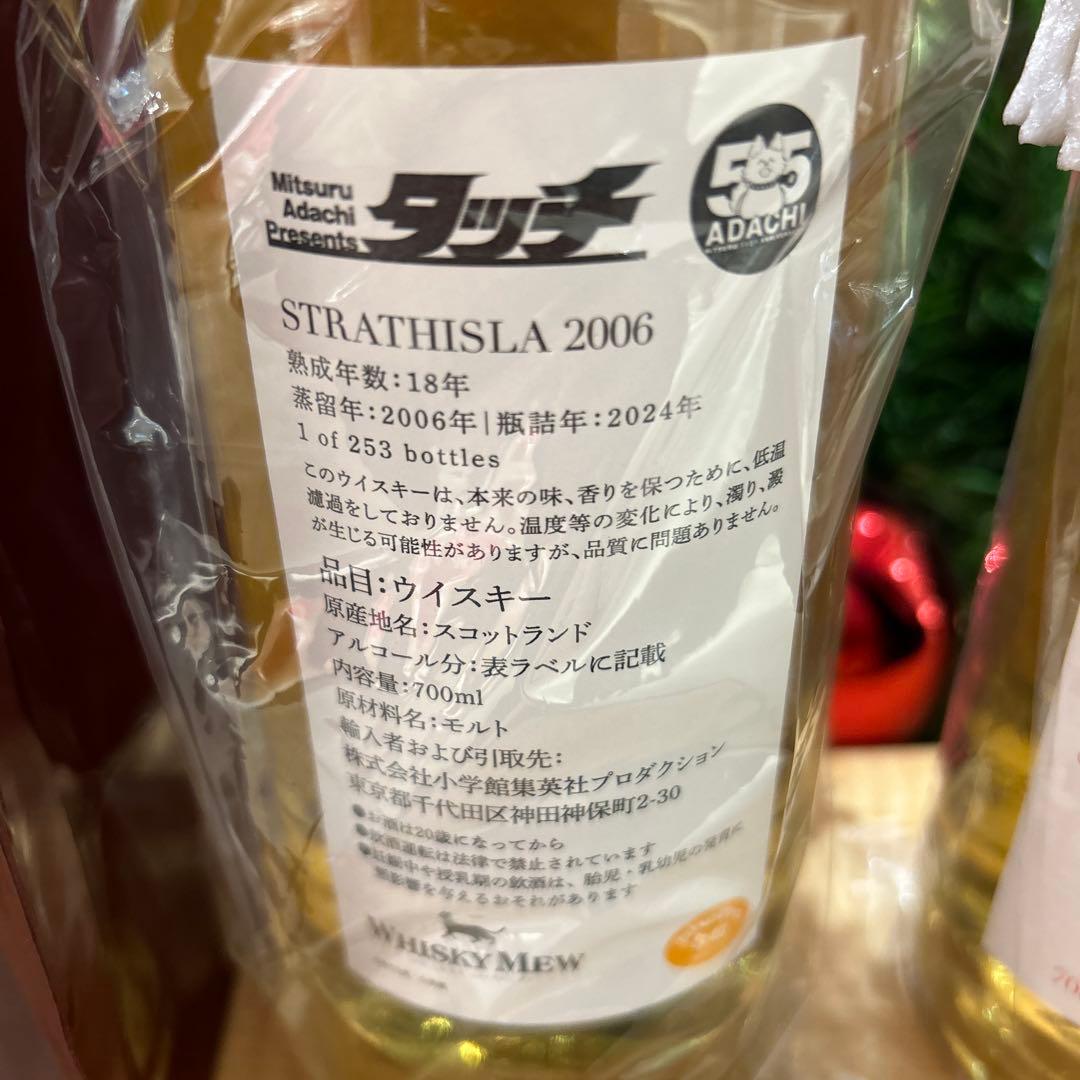 Mitsuru
Adachi
Presents
タッチ
55
ADACHI
STRATHISLA 2006
熟成年数:18年
蒸留年:2006年|瓶詰年:2024年
1 of 253 bottles
このウイスキーは、本来の味、香りを保つために、低温
濾過をしておりません。温度等の変化により、濁り、澱
が生じる可能性がありますが、品質に問題ありません。
品目:ウイスキー
原産地名:スコットランド
アルコール分:表ラベルに記載
内容量:700ml
原材料名:モルト
輸入者および引取先:
株式会社小学館集英社プロダクション
東京都千代田区神田神保町2-30
●お酒は20歳になってから
●飲酒運転は法律で禁止されています
●妊娠中や授乳期の飲酒は、胎児・乳幼児の発育に
悪影響を与えるおそれがあります
WHISKY MEW